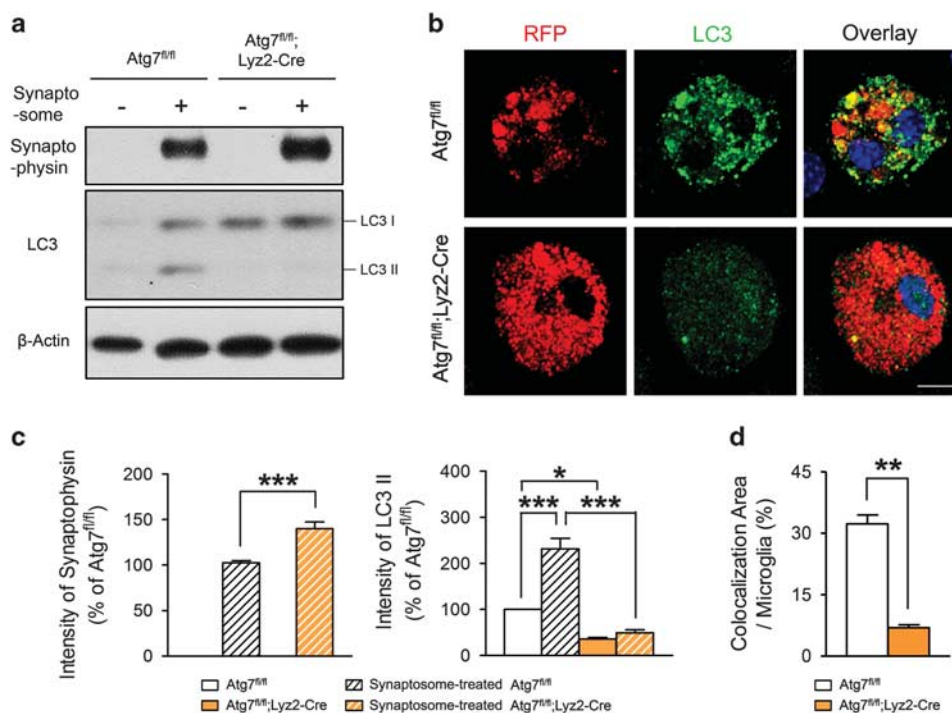 a
Atg7fl/fl
Atg7fl/fl;
Lyz2-Cre
Synapto
-some
- + - +
Synapto
-physin
LC3
LC3 I
LC3 II
β-Actin
b
RFP LC3 Overlay
Atg7fl/fl
Atg7fl/fl;Lyz2-Cre
c
Intensity of Synaptophysin
(% of Atg7fl/fl)
200
150
100
50
0
***
Intensity of LC3 II
(% of Atg7fl/fl)
400
300
200
100
0
*
*** ***
Atg7fl/fl
Synaptosome-treated Atg7fl/fl
Atg7fl/fl;Lyz2-Cre
Synaptosome-treated Atg7fl/fl;Lyz2-Cre
d
Colocalization Area
/ Microglia (%)
45
30
15
0
**
Atg7fl/fl
Atg7fl/fl;Lyz2-Cre